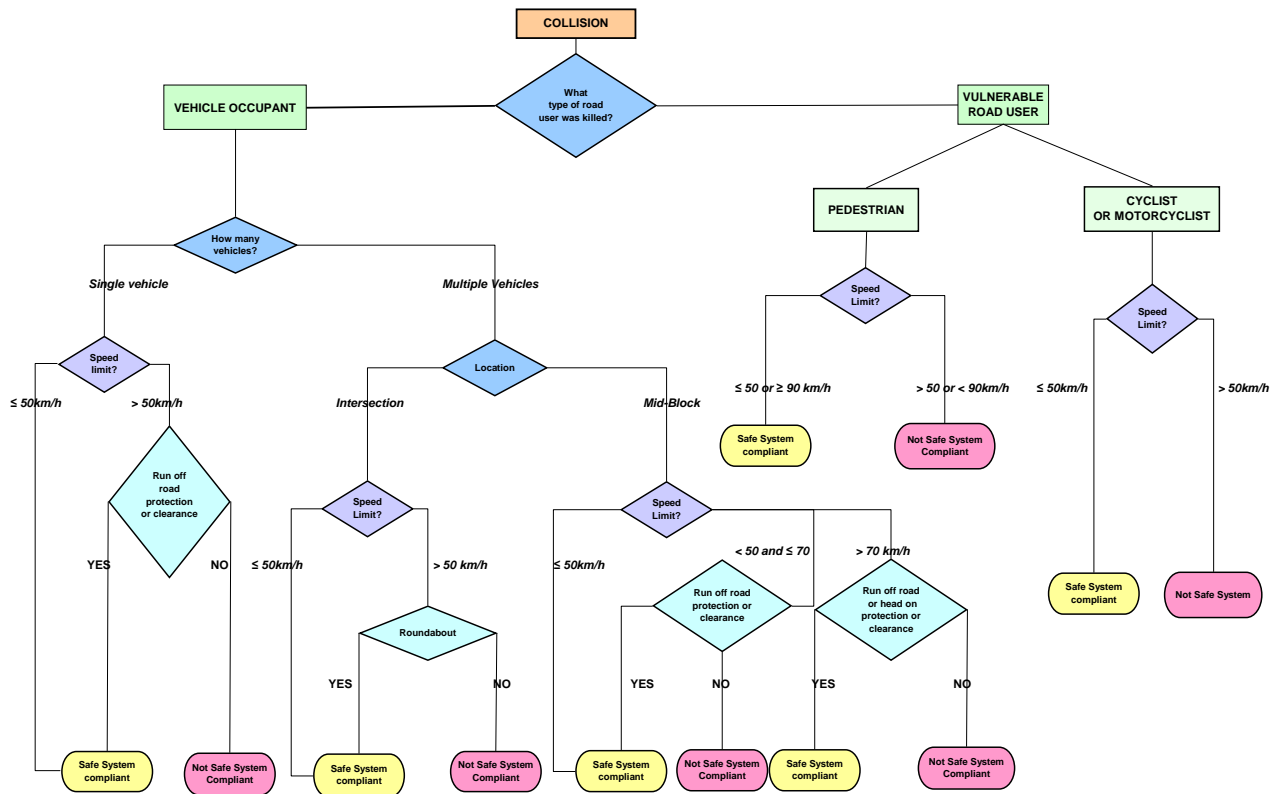 COLLISION
What
type of road
user was killed?
VEHICLE OCCUPANT
VULNERABLE
ROAD USER
PEDESTRIAN
CYCLIST
OR MOTORCYCLIST
How many
vehicles?
Single vehicle
Multiple Vehicles
Speed
Limit?
Speed
Limit?
Speed
limit?
Location
≤ 50 or ≥ 90 km/h
> 50 or < 90km/h
≤ 50km/h
> 50km/h
≤ 50km/h
> 50km/h
Intersection
Mid-Block
Safe System
compliant
Not Safe System
Compliant
Run off
road
protection
or clearance
Speed
Limit?
Speed
Limit?
YES
NO
≤ 50km/h
> 50 km/h
≤ 50km/h
< 50 and ≤ 70
> 70 km/h
Safe System
compliant
Not Safe System
Roundabout
Run off road
protection or
clearance
Run off road
or head on
protection or
clearance
YES
NO
YES
NO
YES
NO
Safe System
compliant
Not Safe System
Compliant
Safe System
compliant
Not Safe System
Compliant
Safe System
compliant
Not Safe System
Compliant
Safe System
compliant
Not Safe System
Compliant